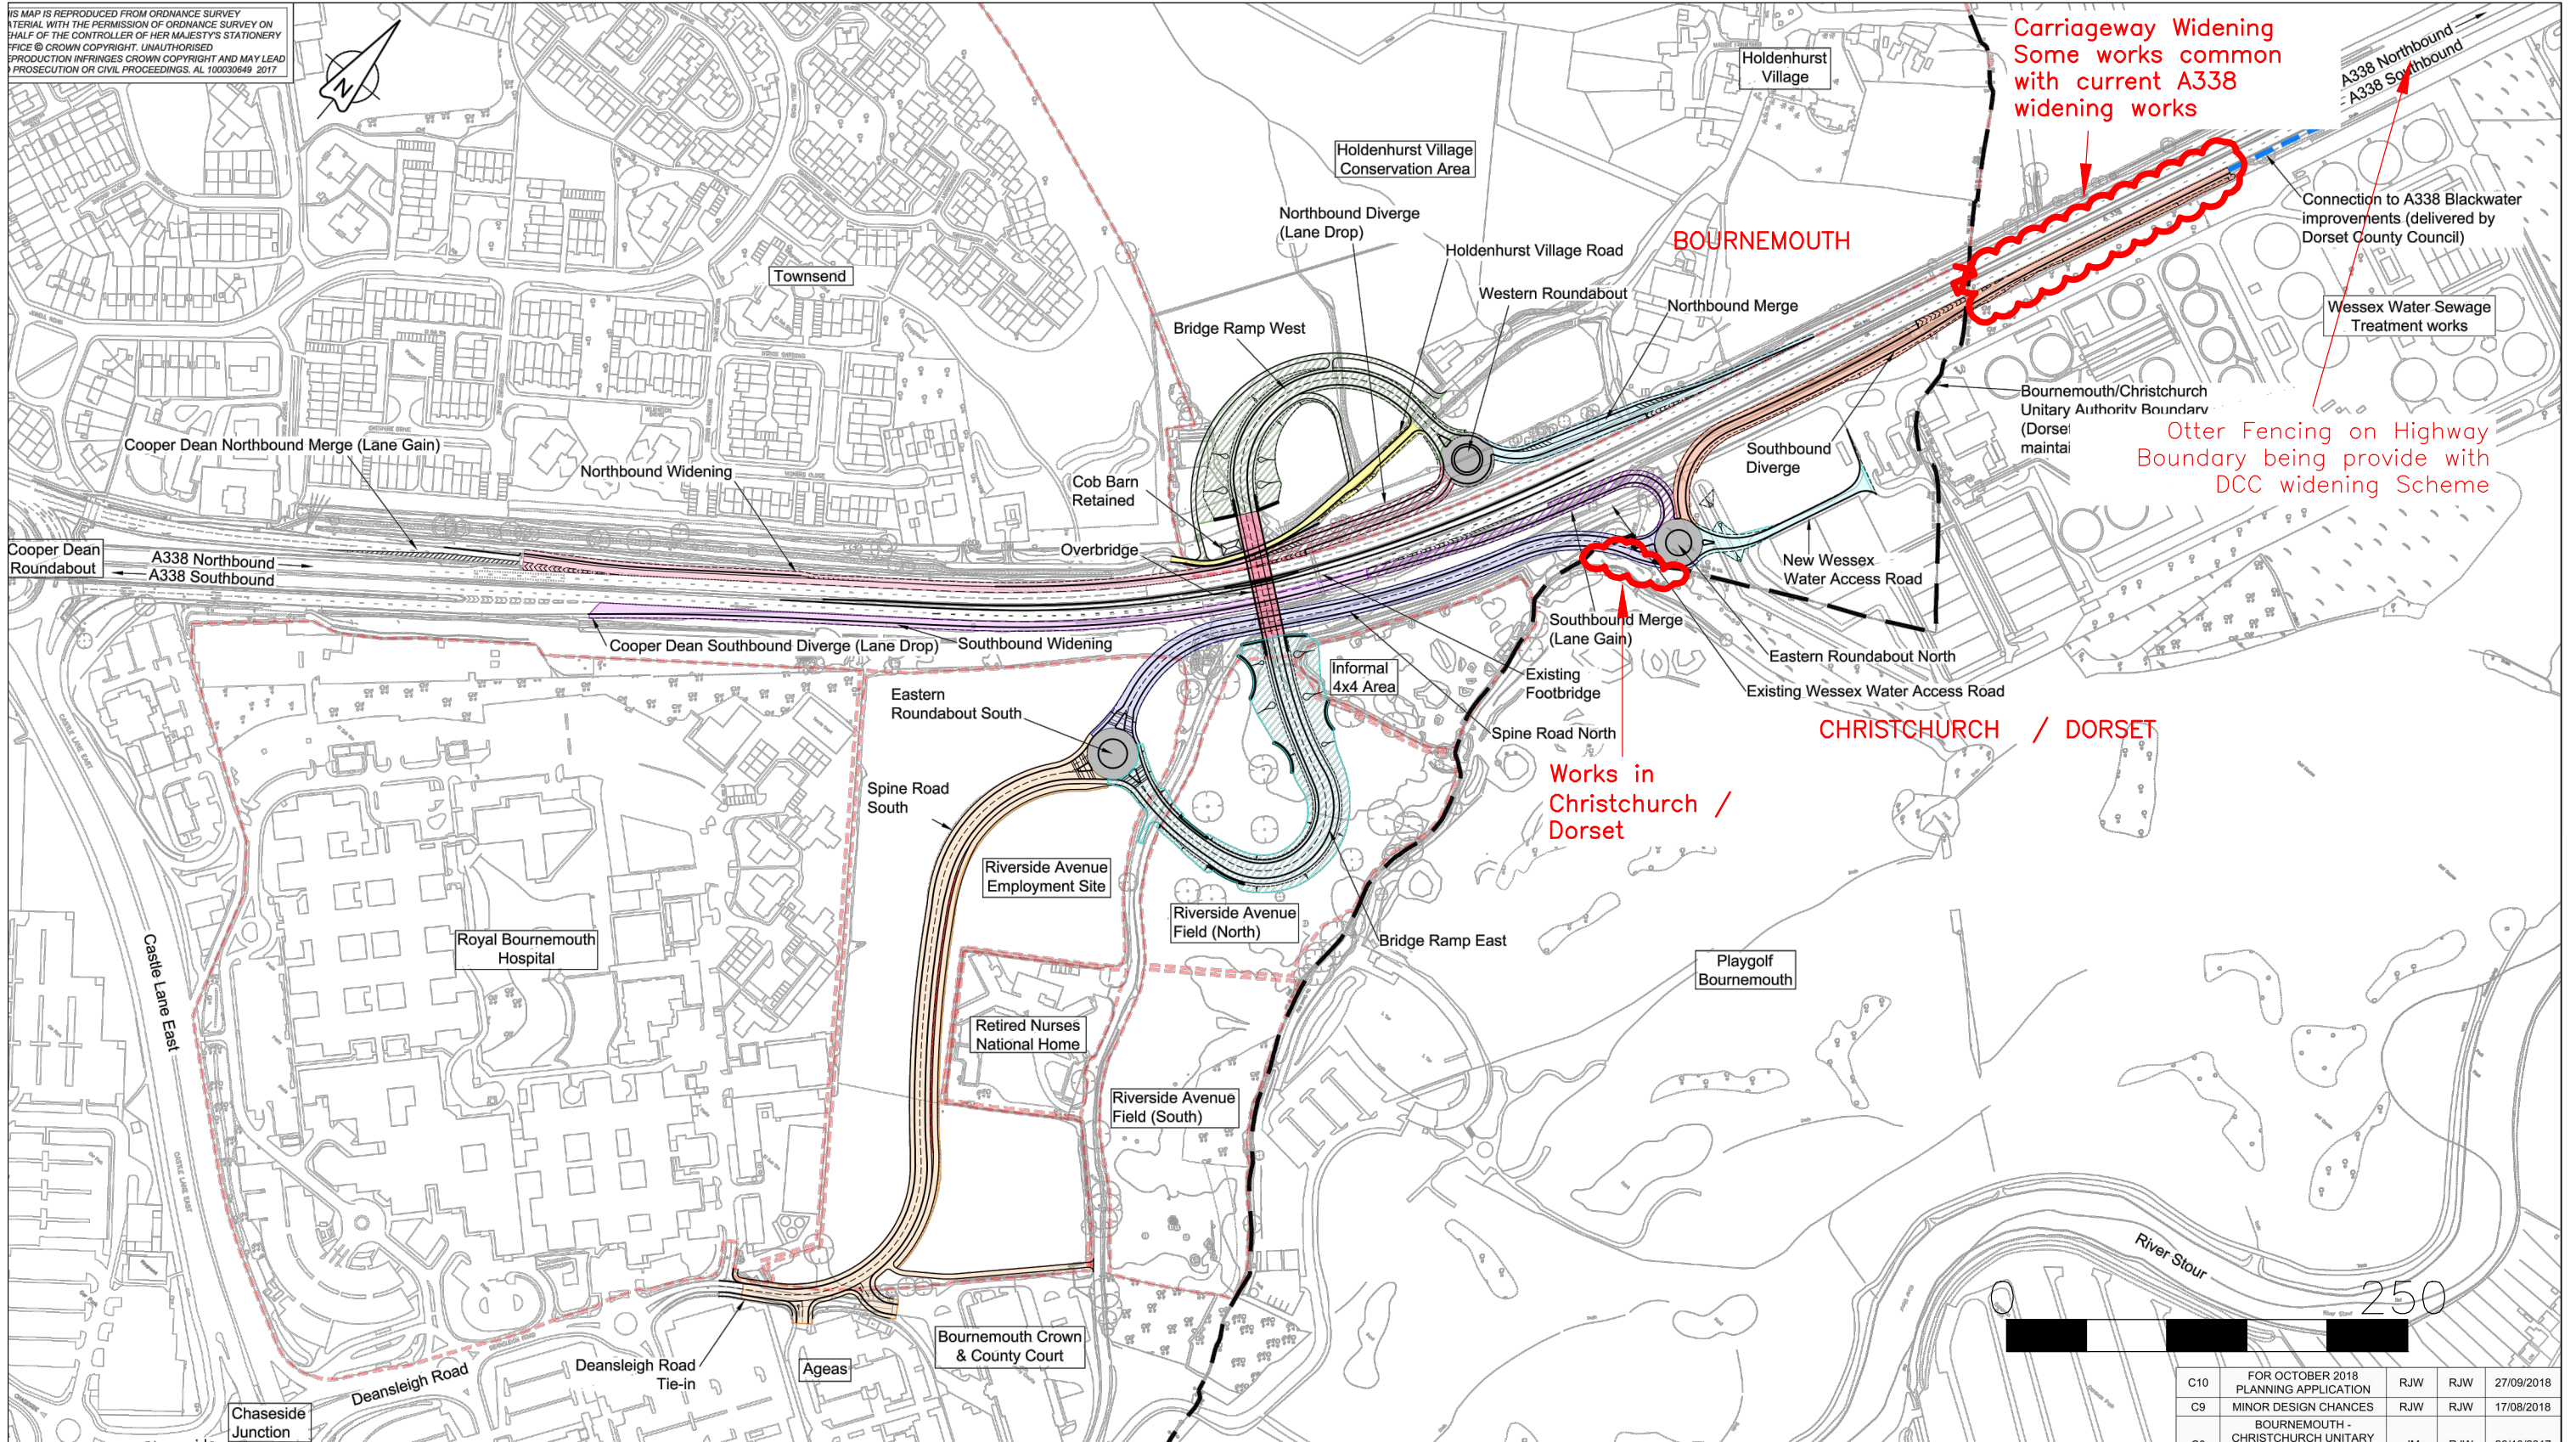 IS MAP IS REPRODUCED FROM ORDNANCE SURVEY
ATERIAL WITH THE PERMISSION OF ORDNANCE SURVEY ON
EHALF OF THE CONTROLLER OF HER MAJESTY'S STATIONERY
FFICE © CROWN COPYRIGHT. UNAUTHORISED
EPRODUCTION INFRINGES CROWN COPYRIGHT AND MAY LEAD
PROSECUTION OR CIVIL PROCEEDINGS. AL 100030649 2017
N
Carriageway Widening
Some works common
with current A338
widening works
A338 Northbound
A338 Southbound
Holdenhurst
Village
Holdenhurst Village
Conservation Area
Northbound Diverge
(Lane Drop)
Holdenhurst Village Road
BOURNEMOUTH
Connection to A338 Blackwater
improvements (delivered by
Dorset County Council)
Townsend
Western Roundabout
Northbound Merge
Bridge Ramp West
Wessex Water Sewage
Treatment works
Bournemouth/Christchurch
Unitary Authority Boundary
(Dorset
maintai
Otter Fencing on Highway
Boundary being provide with
DCC widening Scheme
Cooper Dean Northbound Merge (Lane Gain)
Northbound Widening
Cob Barn
Retained
Southbound
Diverge
Overbridge
Cooper Dean
Roundabout
A338 Northbound
A338 Southbound
New Wessex
Water Access Road
Cooper Dean Southbound Diverge (Lane Drop)
Southbound Widening
Southbound Merge
(Lane Gain)
Eastern Roundabout North
Informal
4x4 Area
Existing
Footbridge
Existing Wessex Water Access Road
Eastern
Roundabout South
Spine Road North
CHRISTCHURCH / DORSET
Works in
Christchurch /
Dorset
Spine Road
South
Riverside Avenue
Employment Site
Riverside Avenue
Field (North)
Bridge Ramp East
Royal Bournemouth
Hospital
Castle Lane East
CASTLE LANE EAST
CASTLE LANE EAST
Playgolf
Bournemouth
Retired Nurses
National Home
Riverside Avenue
Field (South)
River Stour
0
250
Bournemouth Crown
& County Court
Deansleigh Road
Tie-in
Ageas
Deansleigh Road
Chaseside
Junction
C10 FOR OCTOBER 2018 PLANNING APPLICATION RJW RJW 27/09/2018
C9 MINOR DESIGN CHANCES RJW RJW 17/08/2018
BOURNEMOUTH -
CHRISTCHURCH UNITARY